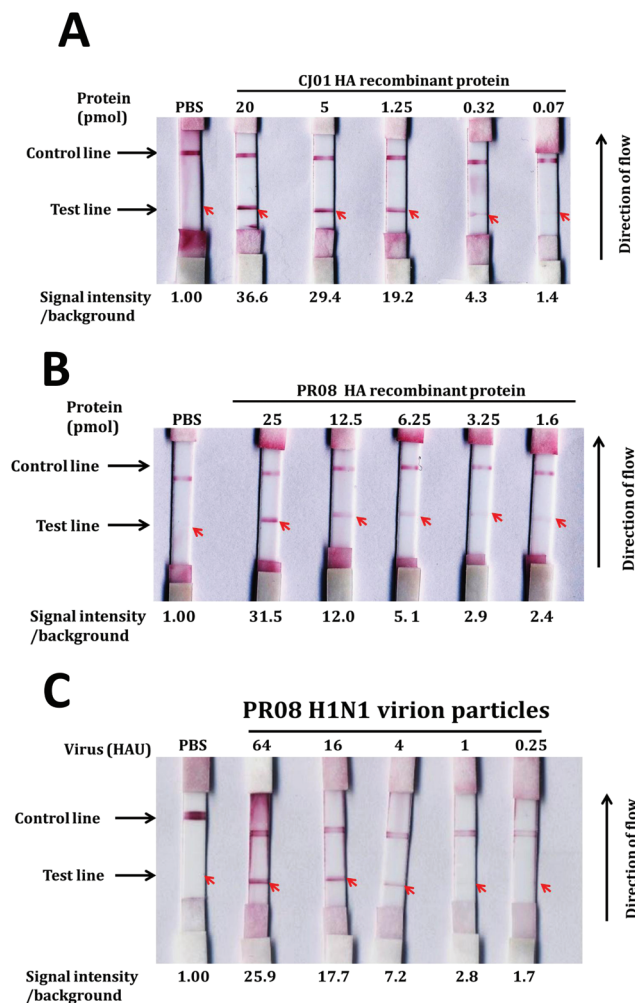 A
CJ01 HA recombinant protein
Protein (pmol) PBS 20 5 1.25 0.32 0.07
Control line
Test line
Direction of flow
Signal intensity /background 1.00 36.6 29.4 19.2 4.3 1.4
B
PR08 HA recombinant protein
Protein (pmol) PBS 25 12.5 6.25 3.25 1.6
Control line
Test line
Direction of flow
Signal intensity /background 1.00 31.5 12.0 5. 1 2.9 2.4
C
PR08 H1N1 virion particles
Virus (HAU) PBS 64 16 4 1 0.25
Control line
Test line
Direction of flow
Signal intensity /background 1.00 25.9 17.7 7.2 2.8 1.7